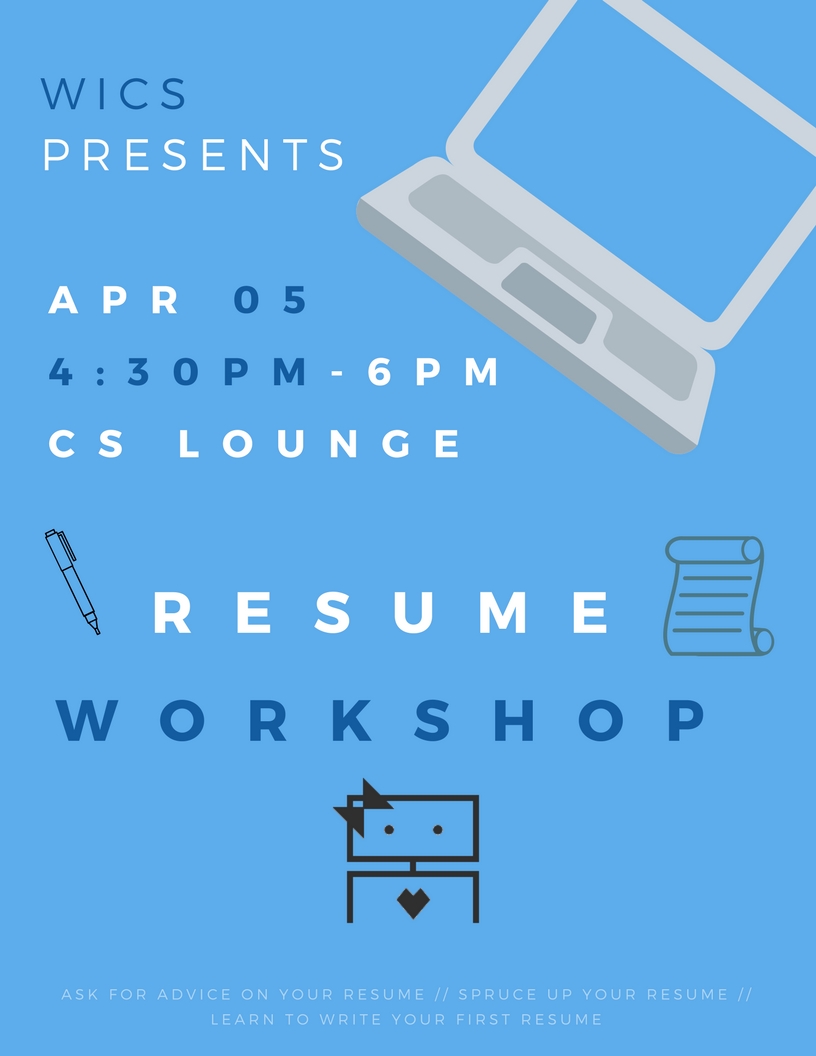 WICS
PRESENTS
APR 05
4:30PM-6PM
CS LOUNGE
RESUME
WORKSHOP
ASK FOR ADVICE ON YOUR RESUME // SPRUCE UP YOUR RESUME //
LEARN TO WRITE YOUR FIRST RESUME